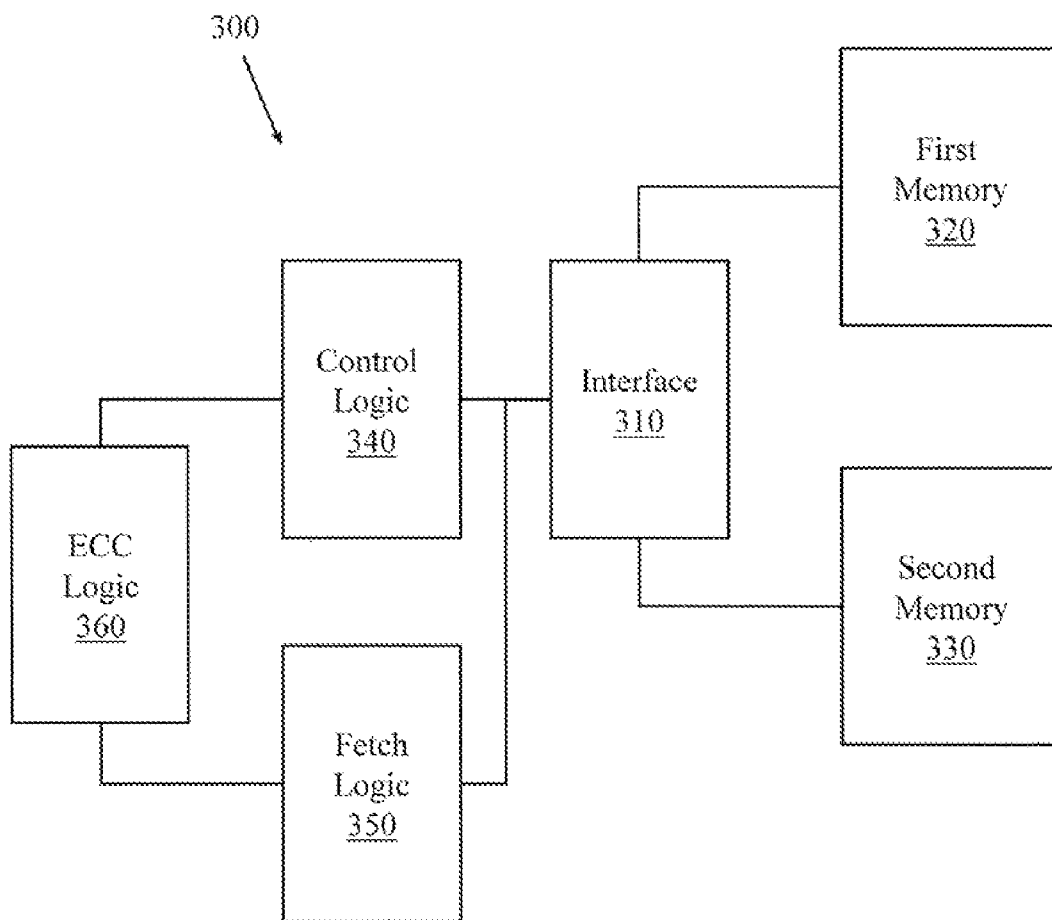 300
First
Memory
320
Control
Logic
340
Interface
310
ECC
Logic
360
Second
Memory
330
Fetch
Logic
350